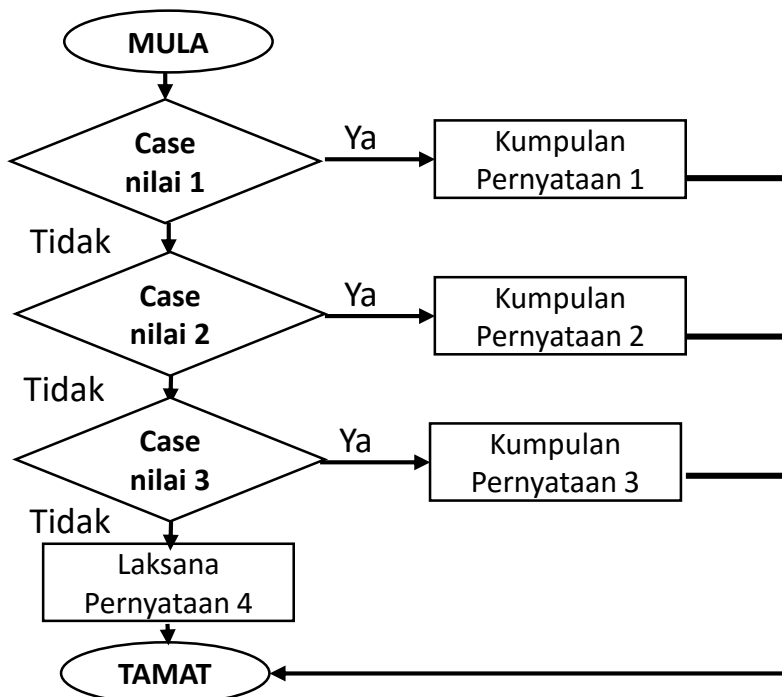 MULA
Case
nilai 1
Ya
Kumpulan
Pernyataan 1
Tidak
Case
nilai 2
Ya
Kumpulan
Pernyataan 2
Tidak
Case
nilai 3
Ya
Kumpulan
Pernyataan 3
Tidak
Laksana
Pernyataan 4
TAMAT